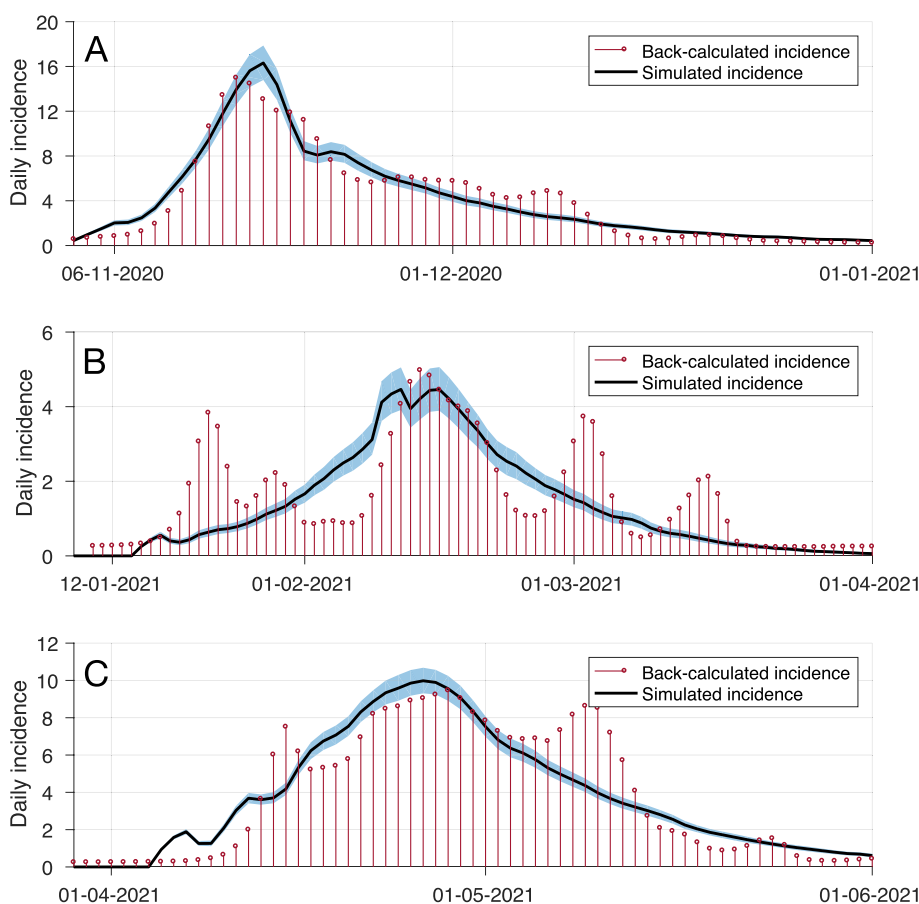 A
Daily incidence
20
16
12
8
4
0
Back-calculated incidence
Simulated incidence
06-11-2020
01-12-2020
01-01-2021
B
Daily incidence
6
4
2
0
Back-calculated incidence
Simulated incidence
12-01-2021
01-02-2021
01-03-2021
01-04-2021
C
Daily incidence
12
10
8
6
4
2
0
Back-calculated incidence
Simulated incidence
01-04-2021
01-05-2021
01-06-2021